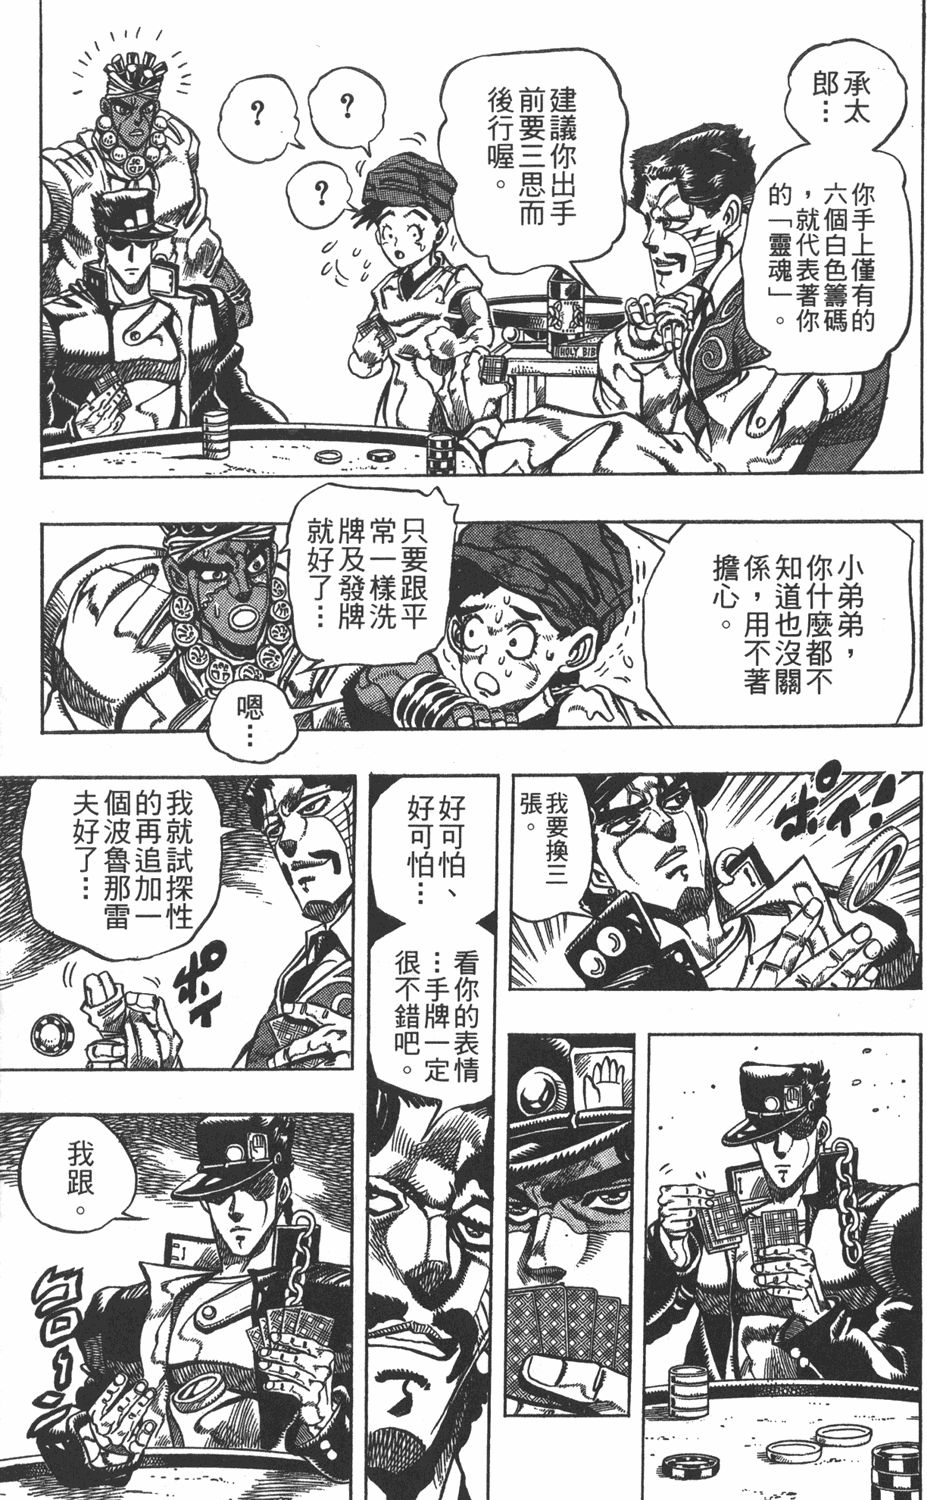 承太
郎…
你手上僅有的
六個白色籌碼
，就代表著你
的「靈魂」。
建議你出手
前要三思而
後行喔。
?
?
?
HOLY BIB
小弟弟，
你什麼都不
知道也沒關
係，用不著
擔心。
只要跟平
常一樣洗
牌及發牌
就好了…
嗯…
我要換三
張。
ポイ!
好可怕、
好可怕…
看你的表情
…手牌一定
很不錯吧。
我就試探性
的再追加一
個波魯那雷
夫好了…
ポイ
我跟。